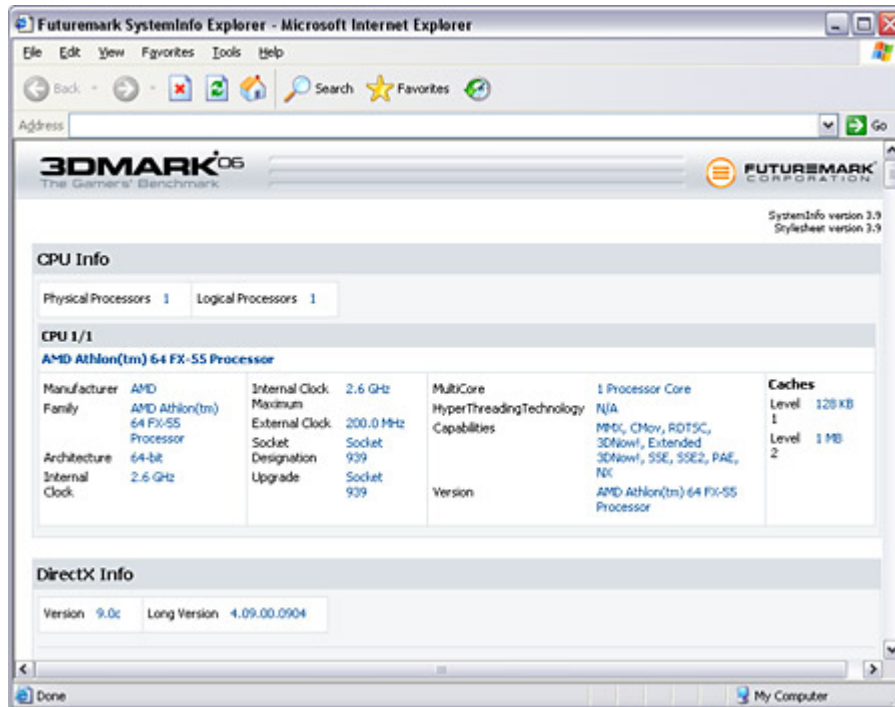 Futuremark SystemInfo Explorer - Microsoft Internet Explorer
File Edit View Favorites Tools Help
Back Search Favorites
Address Go
3DMARK06 FUTUREMARK
The Gamers' Benchmark CORPORATION
SystemInfo version 3.9
Stylesheet version 3.9
CPU Info
Physical Processors 1 Logical Processors 1
CPU 1/1
AMD Athlon(tm) 64 FX-55 Processor
Manufacturer AMD
Family AMD Athlon(tm)
64 FX-55
Processor
Architecture 64-bit
Internal 2.6 GHz
Clock
Internal Clock 2.6 GHz
Maximum
External Clock 200.0 MHz
Socket Socket
Designation 939
Upgrade Socket
939
MultiCore 1 Processor Core
HyperThreadingTechnology N/A
Capabilities MMX, CMov, RDTSC,
3DNow!, Extended
3DNow!, SSE, SSE2, PAE,
NX
Version AMD Athlon(tm) 64 FX-55
Processor
Caches
Level 128 KB
1
Level 1 MB
2
DirectX Info
Version 9.0c Long Version 4.09.00.0904
Done My Computer